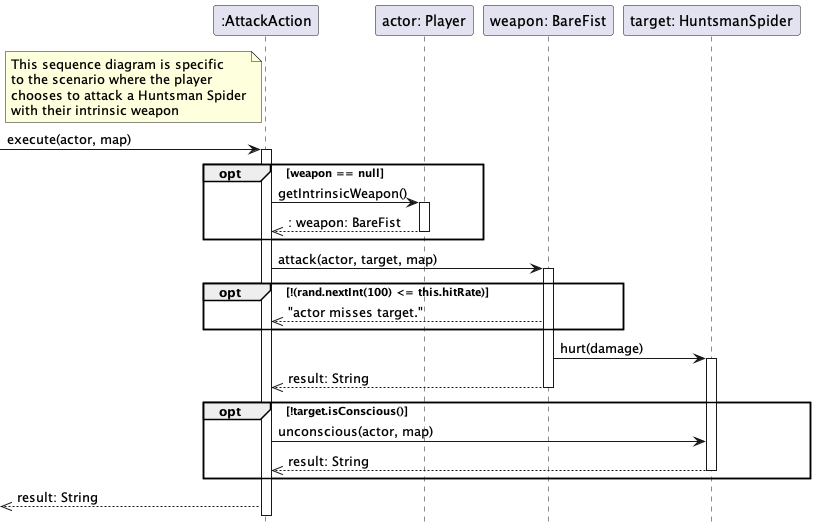 :AttackAction
actor: Player
weapon: BareFist
target: HuntsmanSpider
This sequence diagram is specific
to the scenario where the player
chooses to attack a Huntsman Spider
with their intrinsic weapon
execute(actor, map)
opt
[weapon == null]
getIntrinsicWeapon()
: weapon: BareFist
attack(actor, target, map)
opt
[!(rand.nextInt(100) <= this.hitRate)]
"actor misses target."
hurt(damage)
result: String
opt
[!target.isConscious()]
unconscious(actor, map)
result: String
result: String